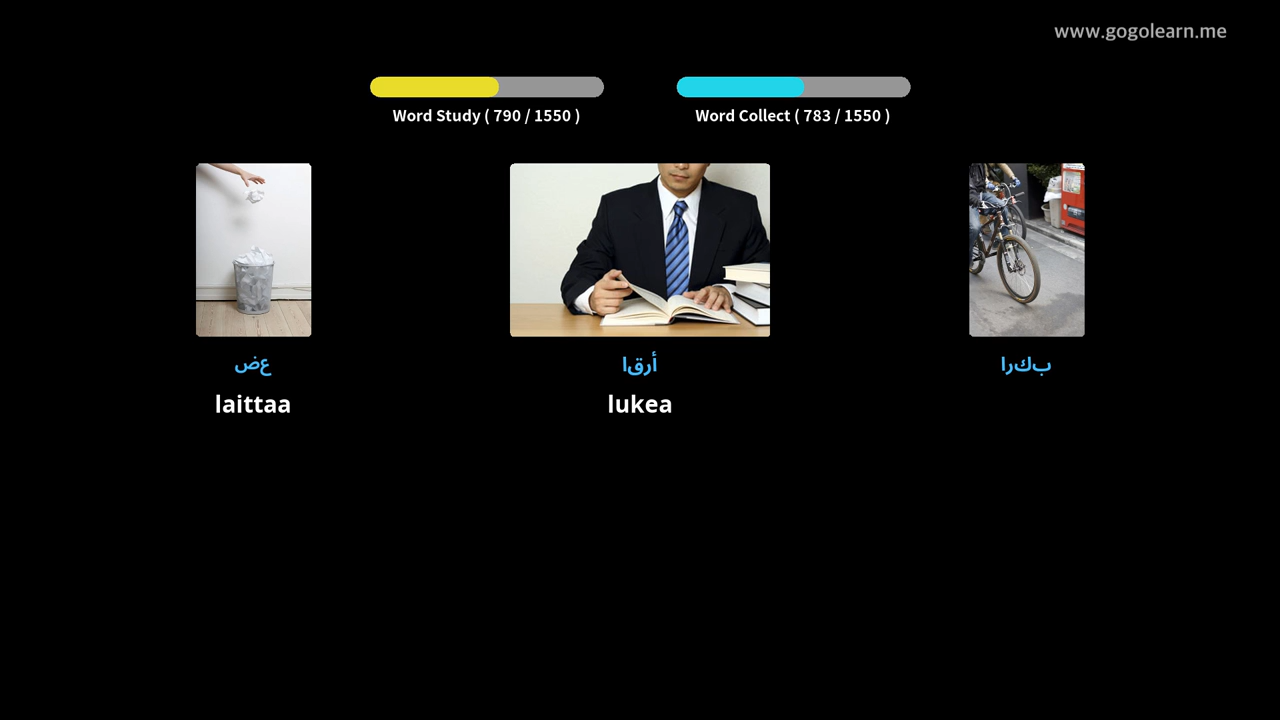 www.gogolearn.me
Word Study ( 790 / 1550 )
Word Collect ( 783 / 1550 )
عض
أرقا
بكرا
laittaa
lukea